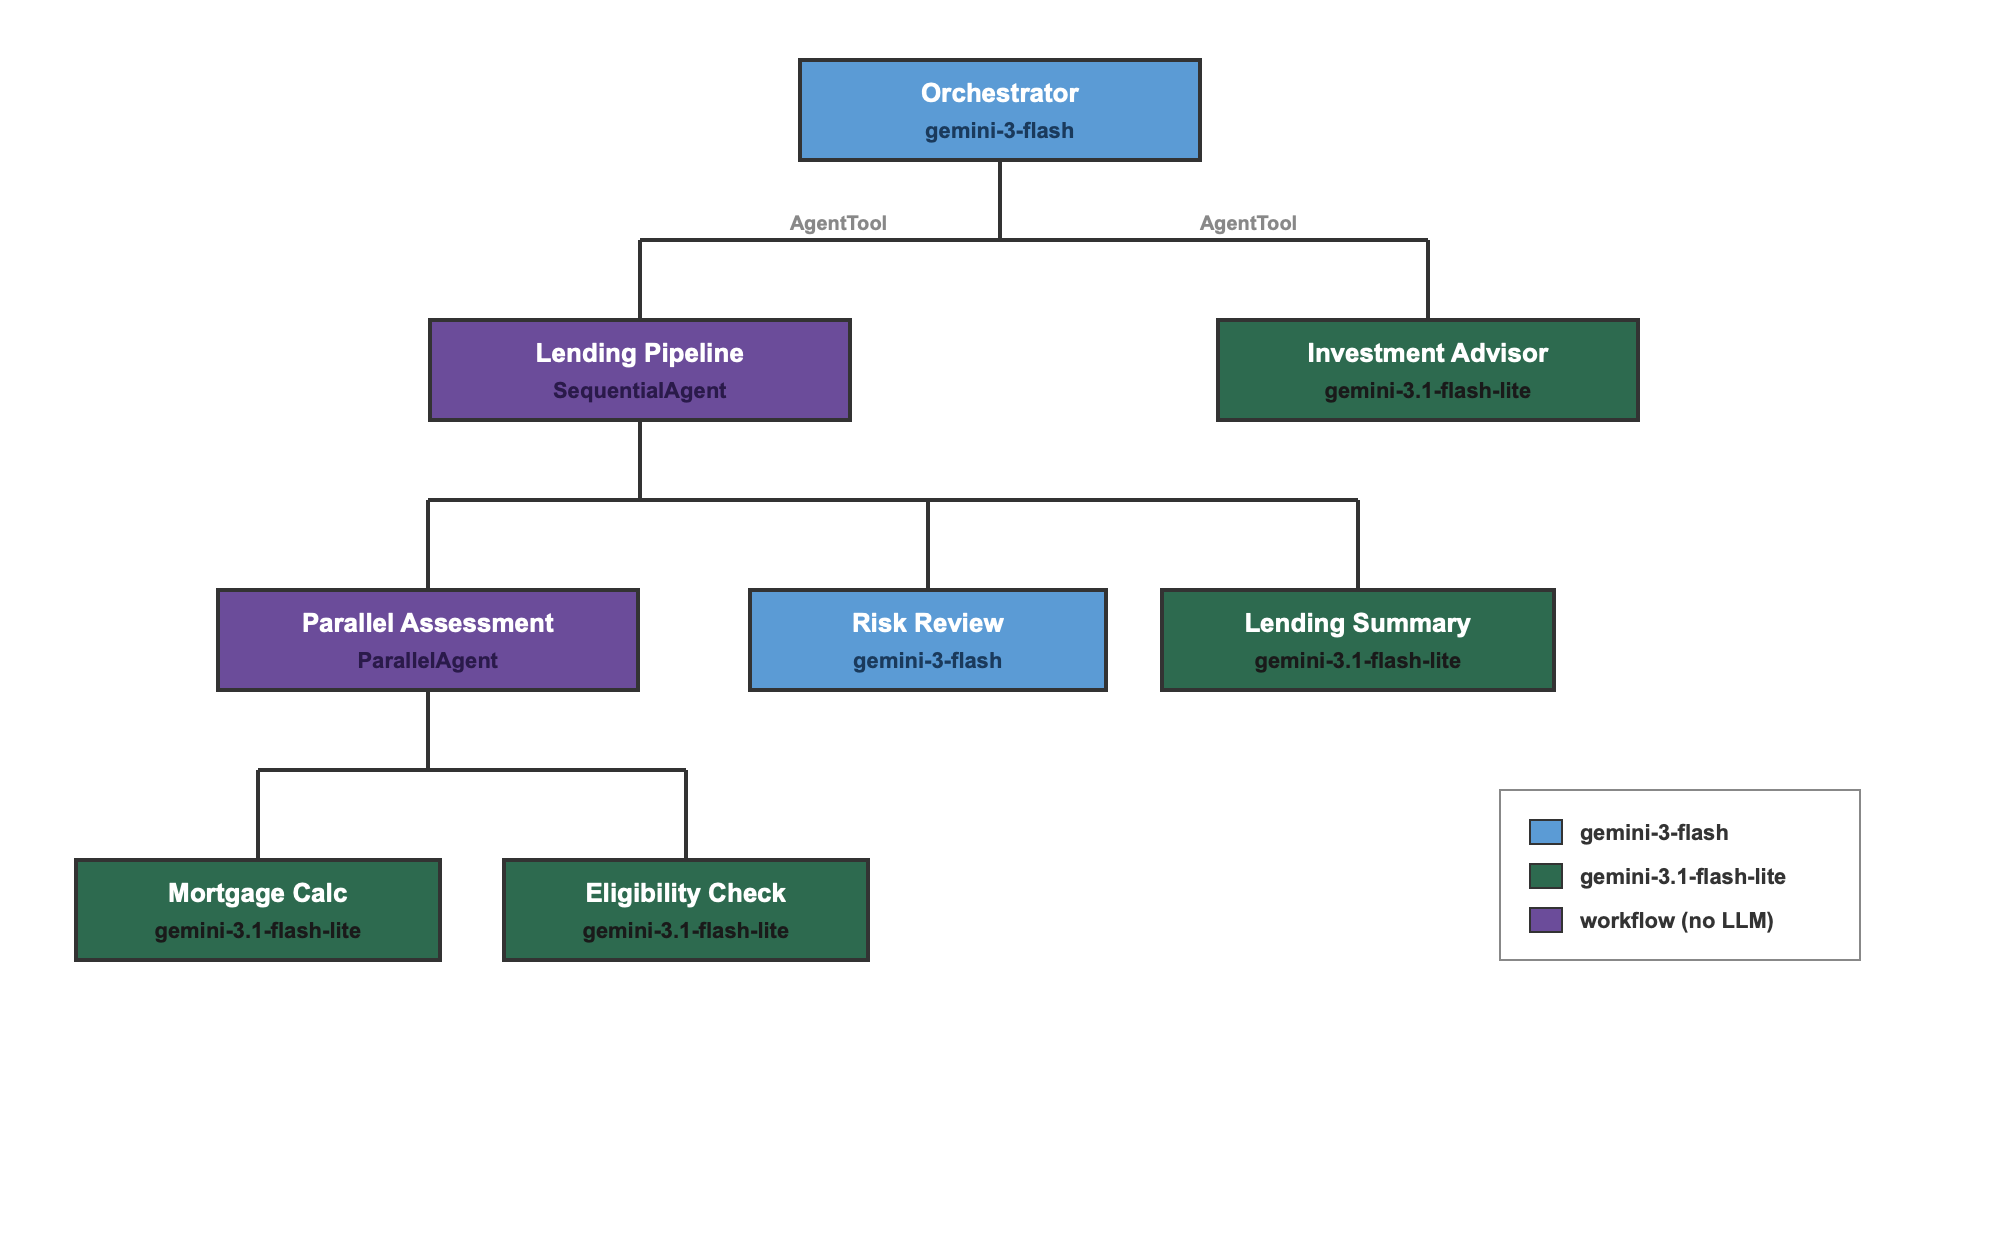 Orchestrator
gemini-3-flash
AgentTool
AgentTool
Lending Pipeline
SequentialAgent
Investment Advisor
gemini-3.1-flash-lite
Parallel Assessment
ParallelAgent
Risk Review
gemini-3-flash
Lending Summary
gemini-3.1-flash-lite
Mortgage Calc
gemini-3.1-flash-lite
Eligibility Check
gemini-3.1-flash-lite
gemini-3-flash
gemini-3.1-flash-lite
workflow (no LLM)